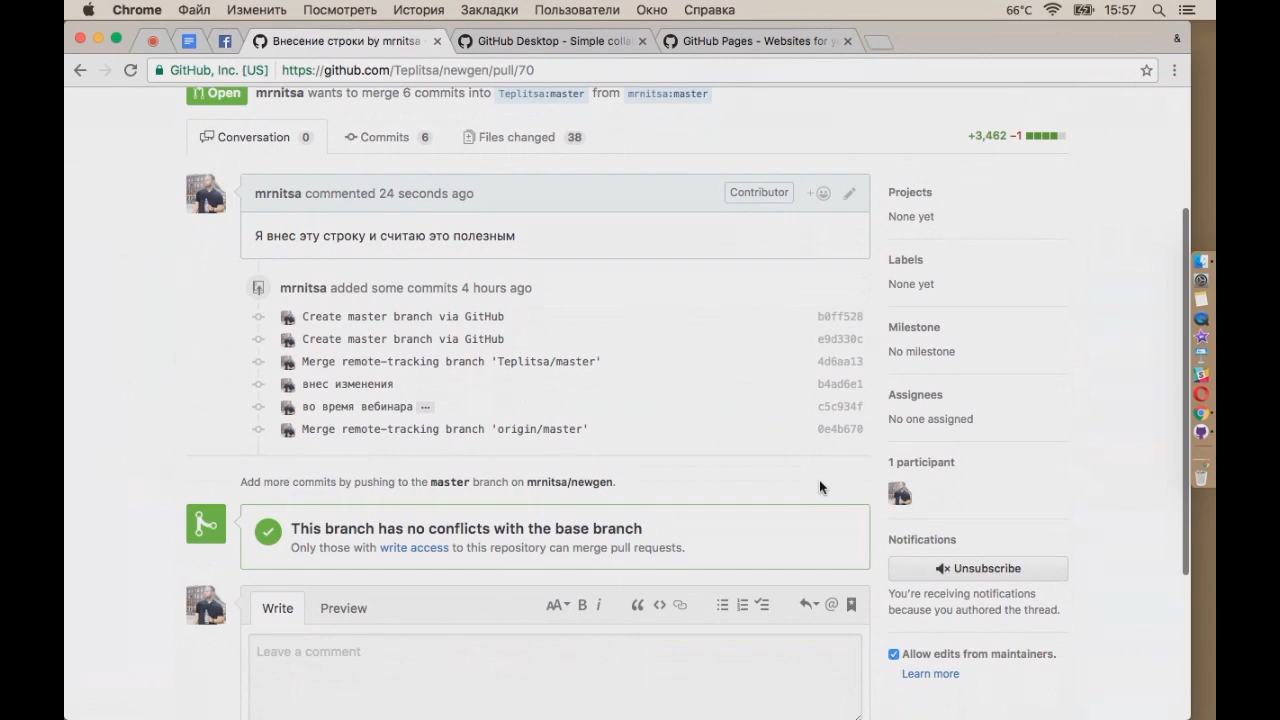 Chrome Файл Изменить Посмотреть История Закладки Пользователи Окно Справка 66°C 15:57
Внесение строки by mrnitsa · GitHub Desktop - Simple colla GitHub Pages - Websites for y
GitHub, Inc. [US] https://github.com/Teplitsa/newgen/pull/70
Open mrnitsa wants to merge 6 commits into Teplitsa:master from mrnitsa:master
Conversation 0 Commits 6 Files changed 38 +3,462 −1
mrnitsa commented 24 seconds ago Contributor
Я внес эту строку и считаю это полезным
mrnitsa added some commits 4 hours ago
Create master branch via GitHub b0ff528
Create master branch via GitHub e9d330c
Merge remote-tracking branch 'Teplitsa/master' 4d6aa13
внес изменения b4ad6e1
во время вебинара ... c5c934f
Merge remote-tracking branch 'origin/master' 0e4b670
Add more commits by pushing to the master branch on mrnitsa/newgen.
This branch has no conflicts with the base branch
Only those with write access to this repository can merge pull requests.
Write Preview AA B i @
Leave a comment
Projects
None yet
Labels
None yet
Milestone
No milestone
Assignees
No one assigned
1 participant
Notifications
Unsubscribe
You're receiving notifications
because you authored the thread.
Allow edits from maintainers.
Learn more